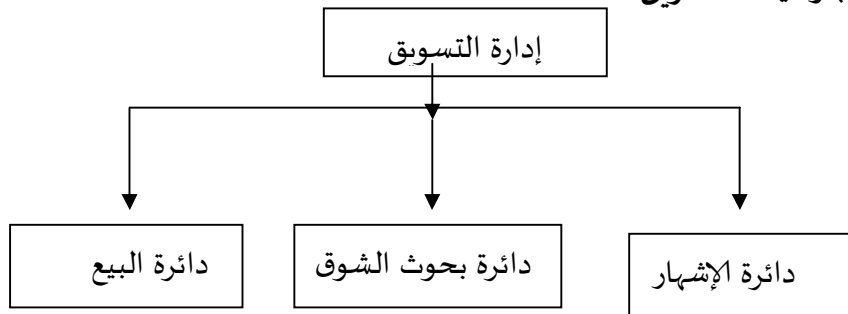 إدارة التسويق
دائرة الإشهار
دائرة بحوث الشوق
دائرة البيع